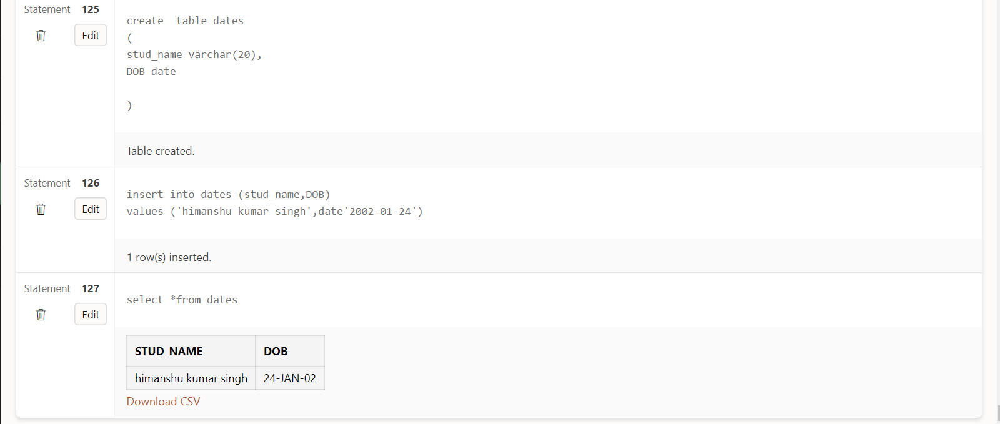 Statement 125
Edit
create  table dates
(
stud_name varchar(20),
DOB date
)
Table created.
Statement 126
Edit
insert into dates (stud_name,DOB)
values ('himanshu kumar singh',date'2002-01-24')
1 row(s) inserted.
Statement 127
Edit
select *from dates
STUD_NAME DOB
himanshu kumar singh 24-JAN-02
Download CSV